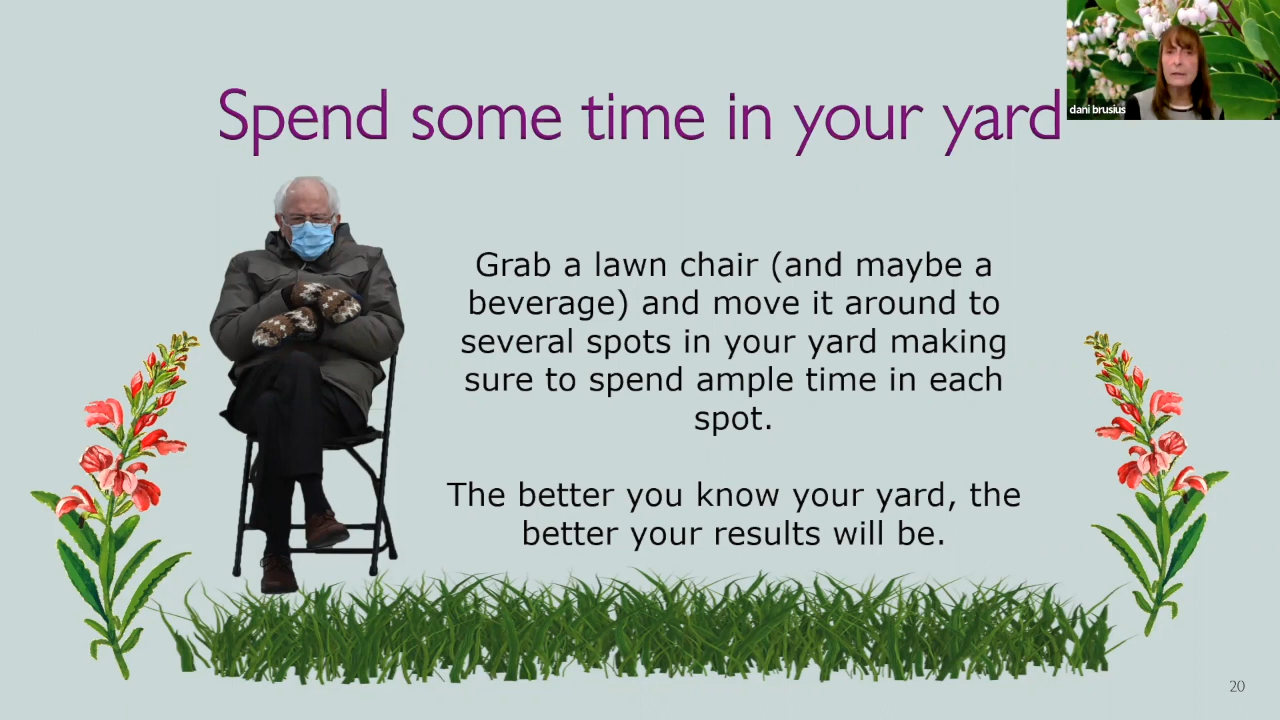 dani brusius
Spend some time in your yard
Grab a lawn chair (and maybe a
beverage) and move it around to
several spots in your yard making
sure to spend ample time in each
spot.
The better you know your yard, the
better your results will be.
20